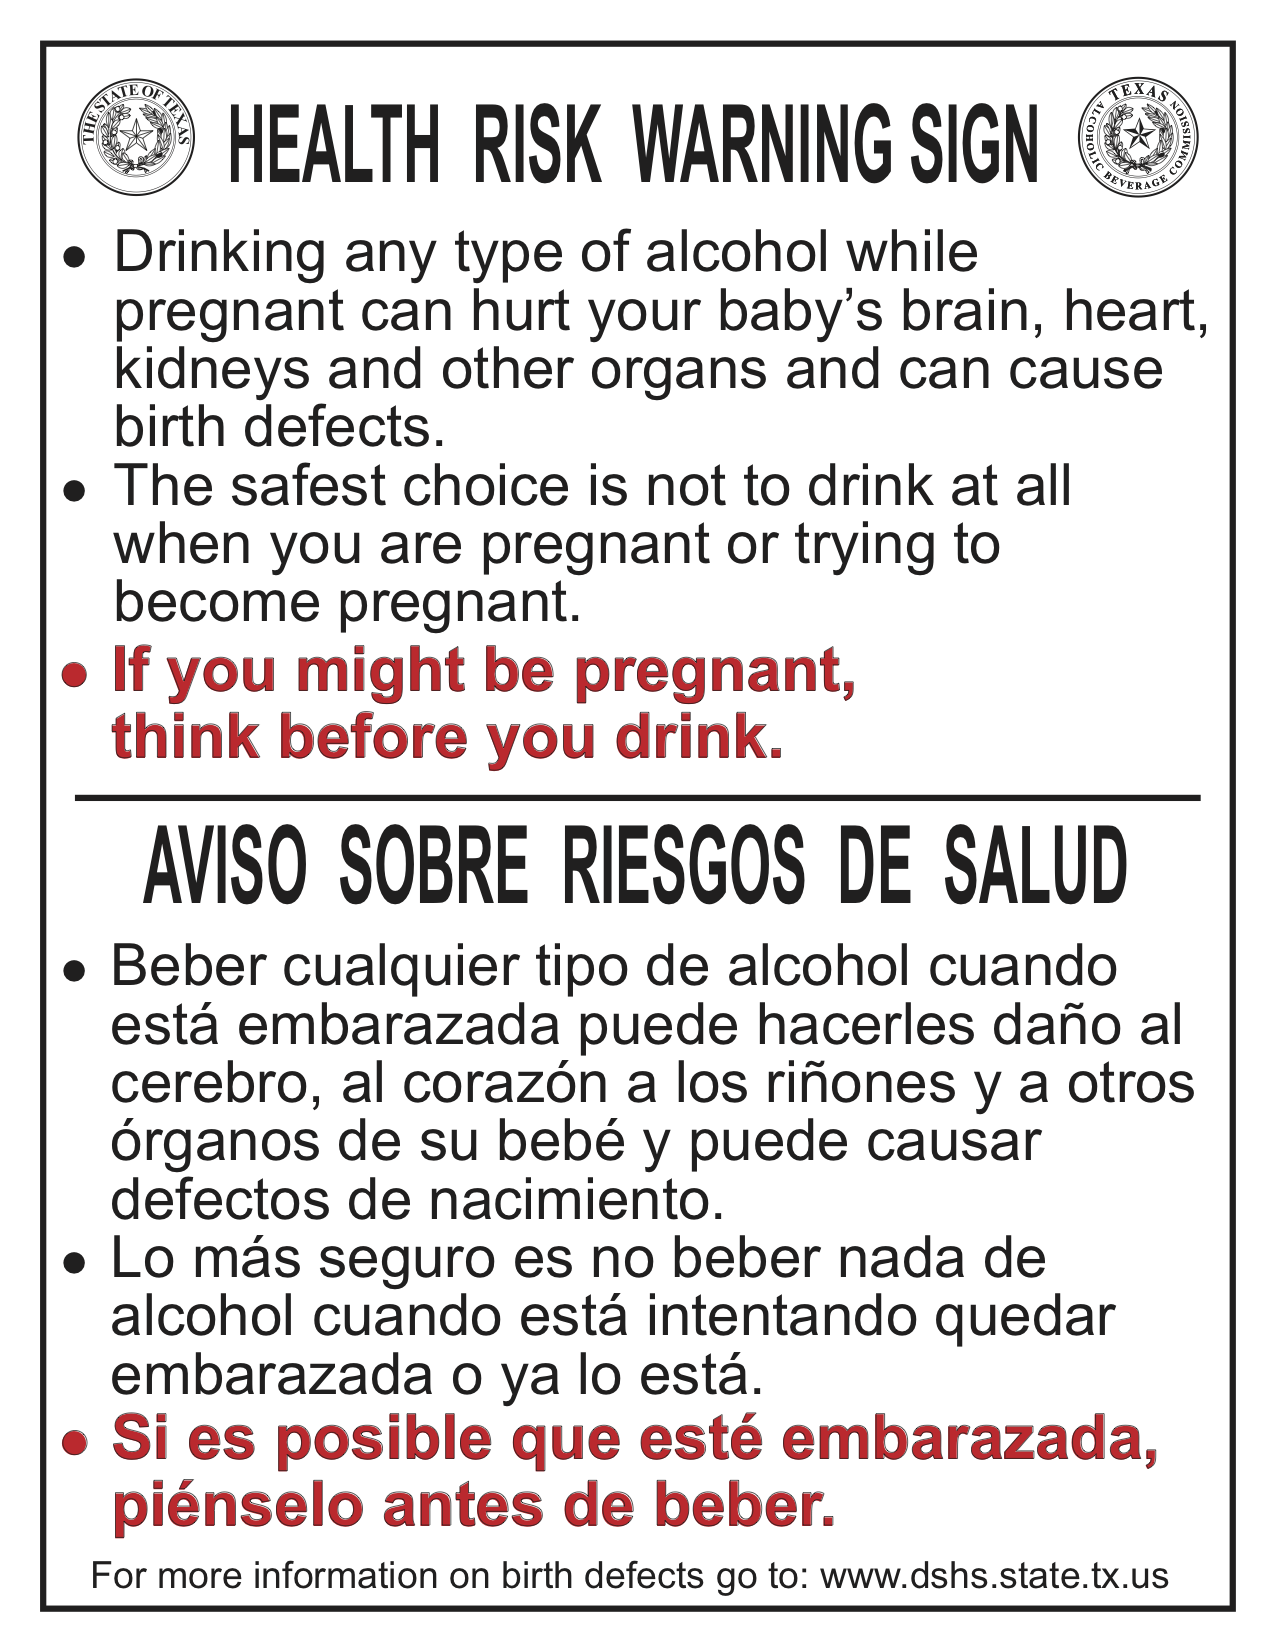 THE STATE OF TEXAS
HEALTH RISK WARNING SIGN
TEXAS
ALCOHOLIC BEVERAGE COMMISSION
• Drinking any type of alcohol while
pregnant can hurt your baby’s brain, heart,
kidneys and other organs and can cause
birth defects.
• The safest choice is not to drink at all
when you are pregnant or trying to
become pregnant.
• If you might be pregnant,
think before you drink.
AVISO SOBRE RIESGOS DE SALUD
• Beber cualquier tipo de alcohol cuando
está embarazada puede hacerles daño al
cerebro, al corazón a los riñones y a otros
órganos de su bebé y puede causar
defectos de nacimiento.
• Lo más seguro es no beber nada de
alcohol cuando está intentando quedar
embarazada o ya lo está.
• Si es posible que esté embarazada,
piénselo antes de beber.
For more information on birth defects go to: www.dshs.state.tx.us